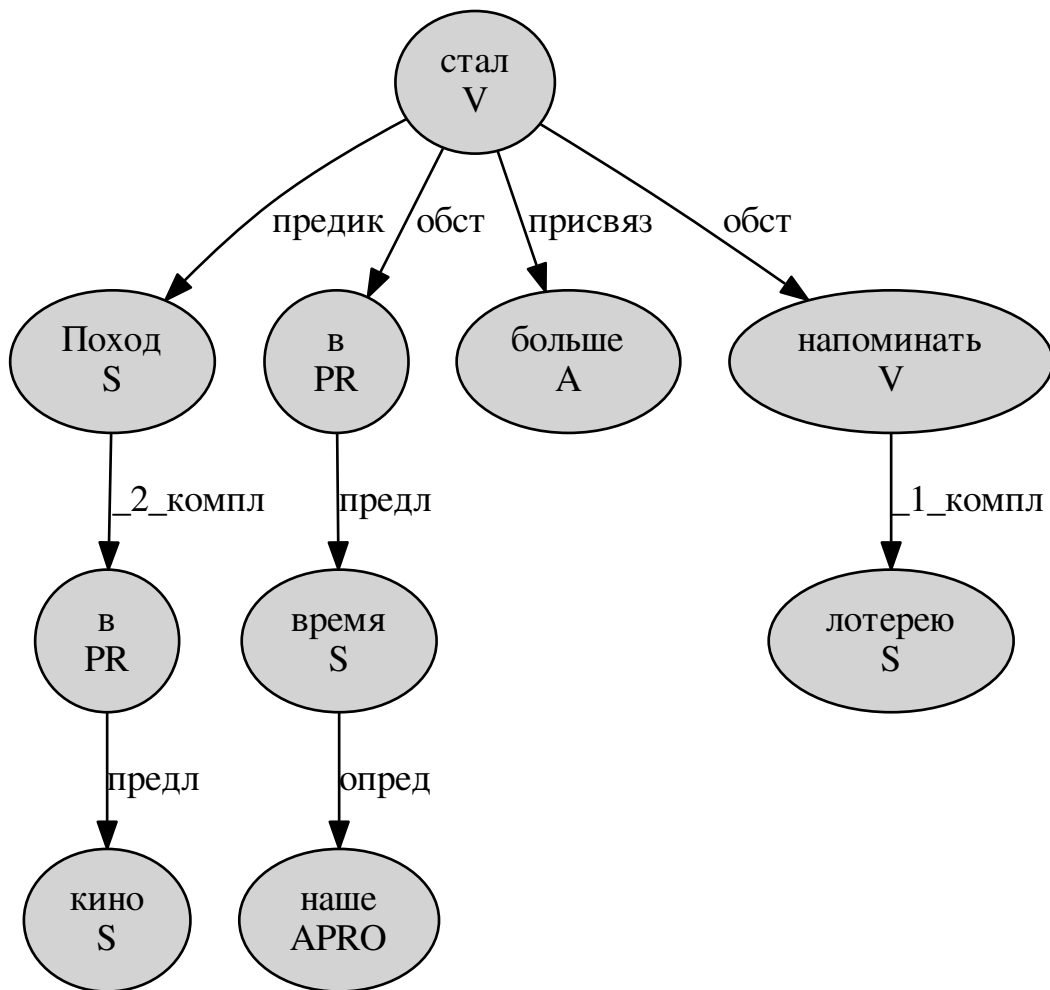 стал
V
предик
обст
присвяз
обст
Поход
S
в
PR
больше
A
напоминать
V
_2_компл
предл
_1_компл
в
PR
время
S
лотерею
S
предл
опред
кино
S
наше
APRO